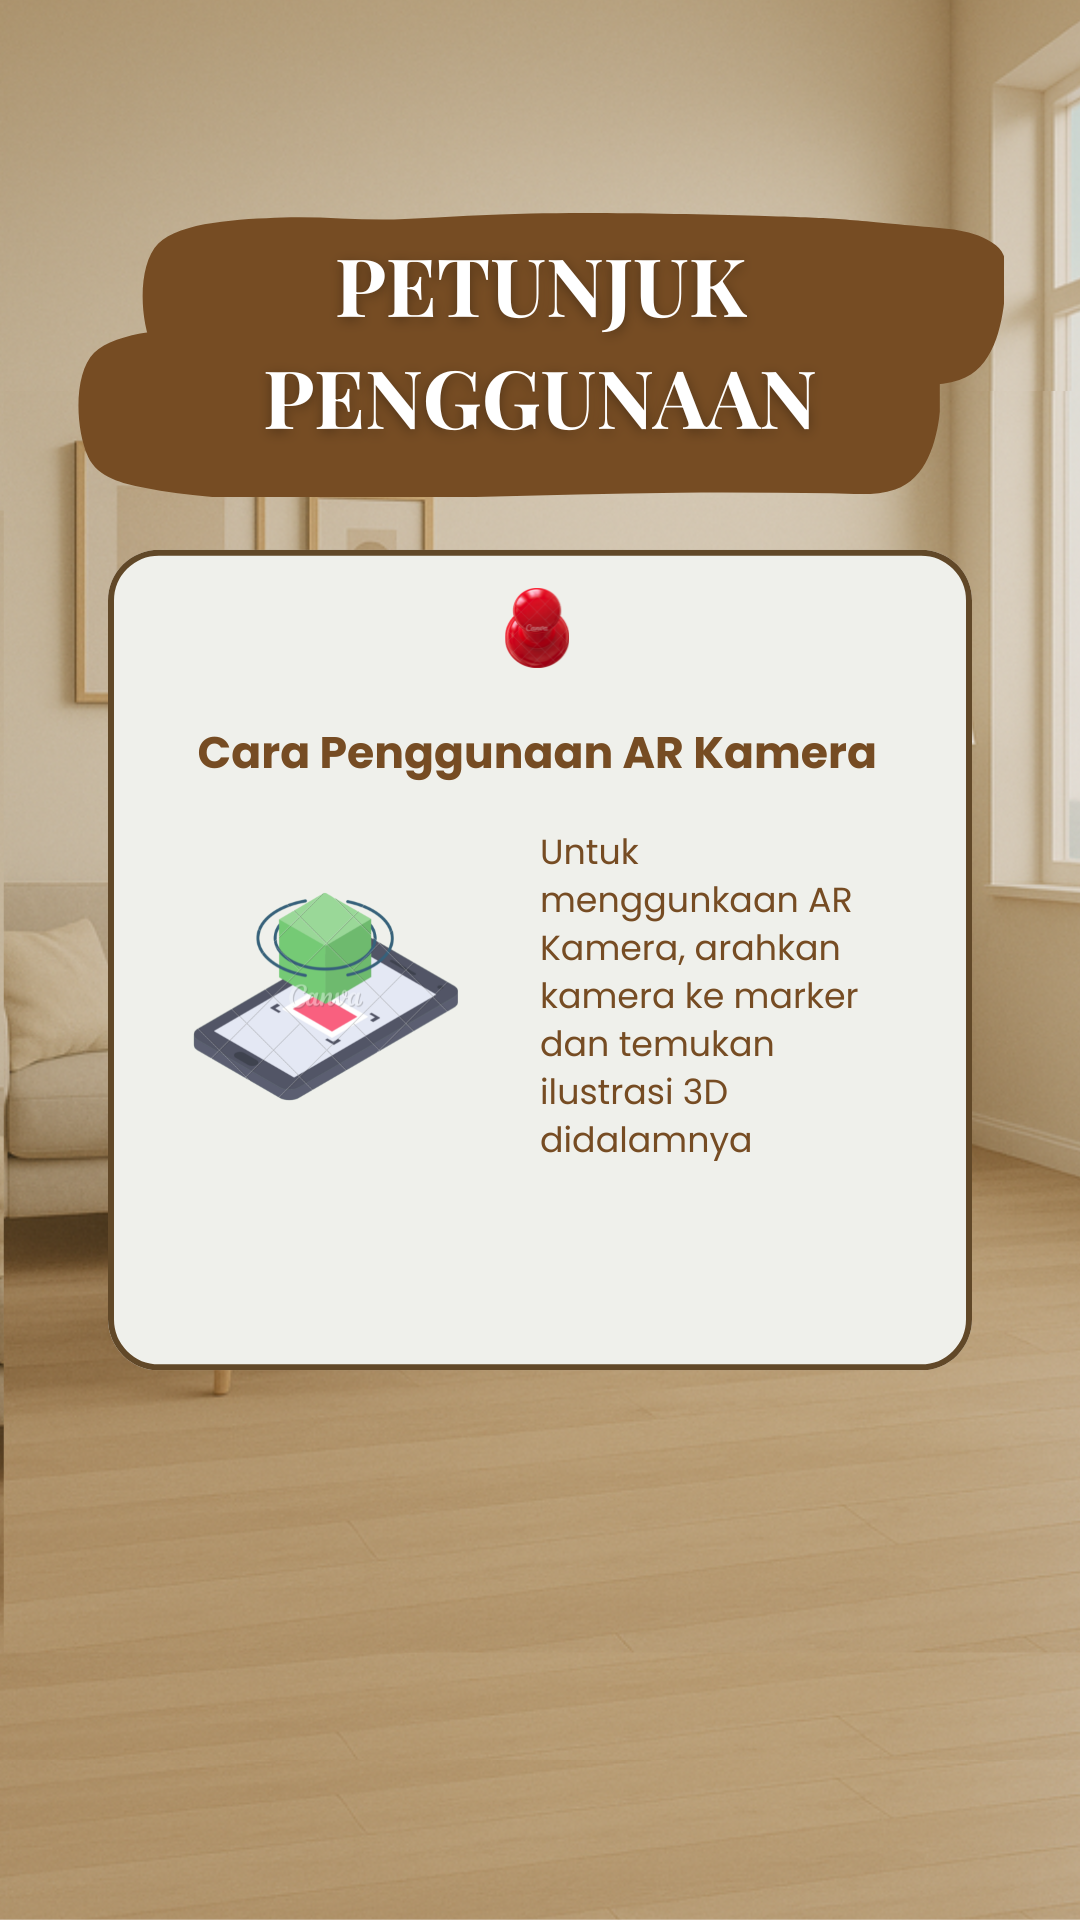 PETUNJUK
PENGGUNAAN
Canva
Cara Penggunaan AR Kamera
Untuk
menggunkaan AR
Kamera, arahkan
kamera ke marker
dan temukan
ilustrasi 3D
didalamnya
Canva